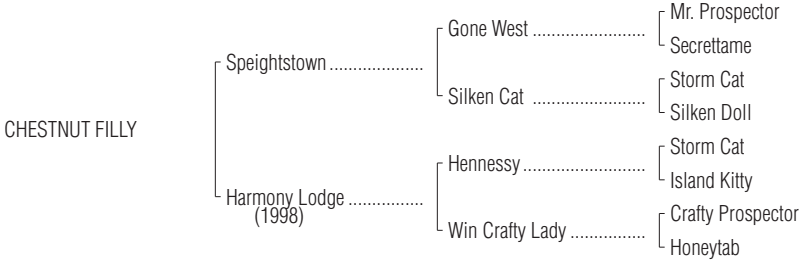 Mr. Prospector
Gone West ........................
Secrettame
Speightstown ....................
Storm Cat
Silken Cat ........................
Silken Doll
CHESTNUT FILLY
Storm Cat
Hennessy ..........................
Island Kitty
Harmony Lodge ................
(1998)
Crafty Prospector
Win Crafty Lady ................
Honeytab